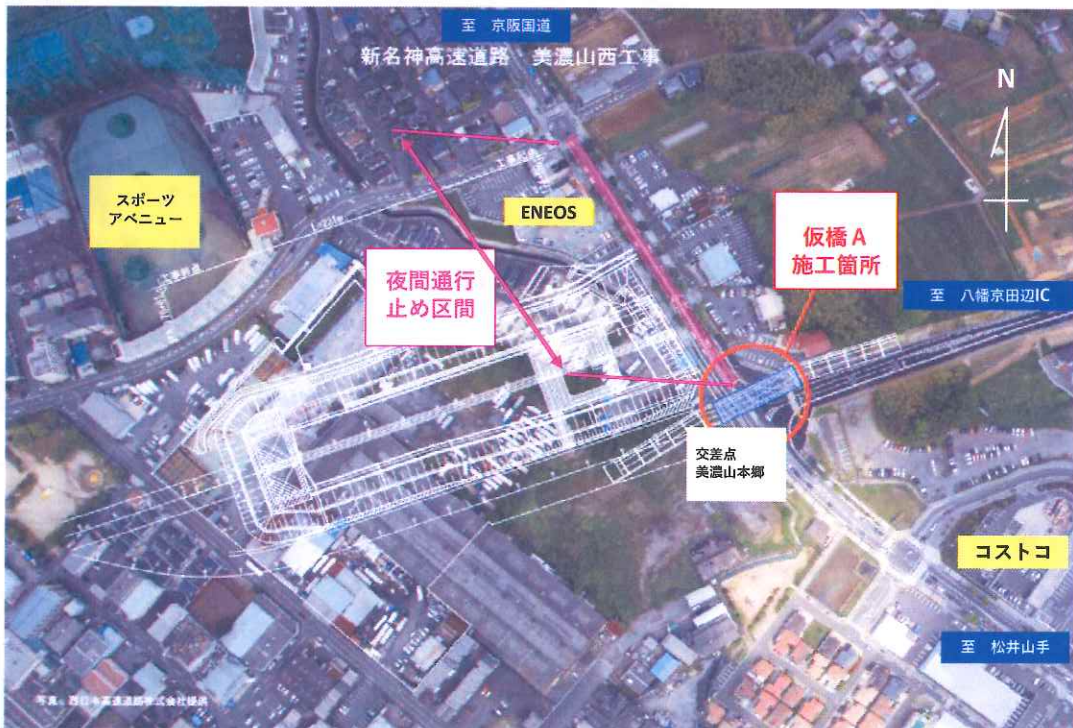 至 京阪国道
新名神高速道路 美濃山西工事
N
スポーツ
アベニュー
ENEOS
仮橋A
施工箇所
夜間通行
止め区間
至 八幡京田辺IC
交差点
美濃山本郷
コストコ
至 松井山手
写真：西日本高速道路株式会社提供